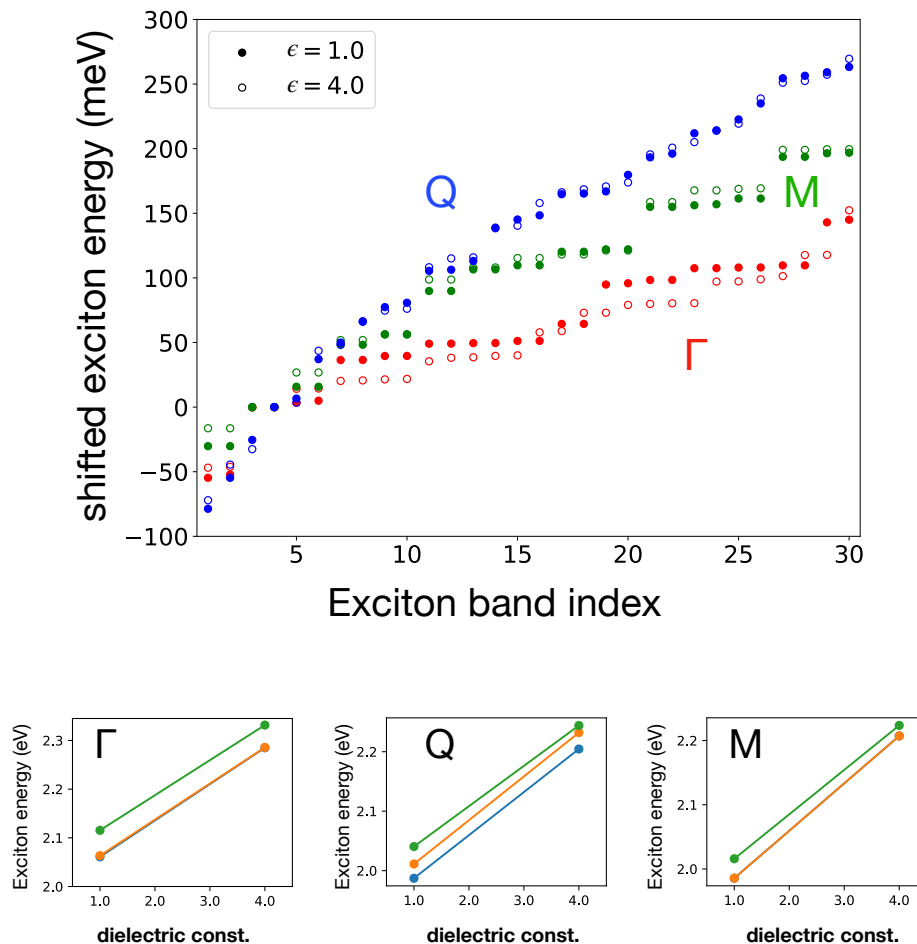 300
250
200
150
100
50
0
−50
−100
shifted exciton energy (meV)
ϵ = 1.0
ϵ = 4.0
Q
M
Γ
5 10 15 20 25 30
Exciton band index
Exciton energy (eV)
2.3
2.2
2.1
2.0
Γ
1.0 2.0 3.0 4.0
dielectric const.
Exciton energy (eV)
2.2
2.1
2.0
Q
1.0 2.0 3.0 4.0
dielectric const.
Exciton energy (eV)
2.2
2.1
2.0
M
1.0 2.0 3.0 4.0
dielectric const.